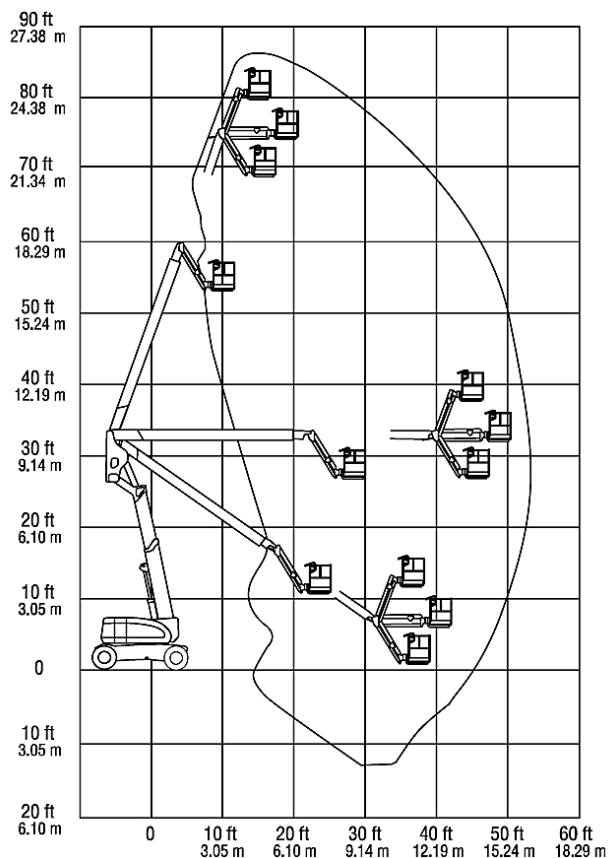 90 ft
27.38 m
80 ft
24.38 m
70 ft
21.34 m
60 ft
18.29 m
50 ft
15.24 m
40 ft
12.19 m
30 ft
9.14 m
20 ft
6.10 m
10 ft
3.05 m
0
10 ft
3.05 m
20 ft
6.10 m
0 10 ft 20 ft 30 ft 40 ft 50 ft 60 ft
3.05 m 6.10 m 9.14 m 12.19 m 15.24 m 18.29 m